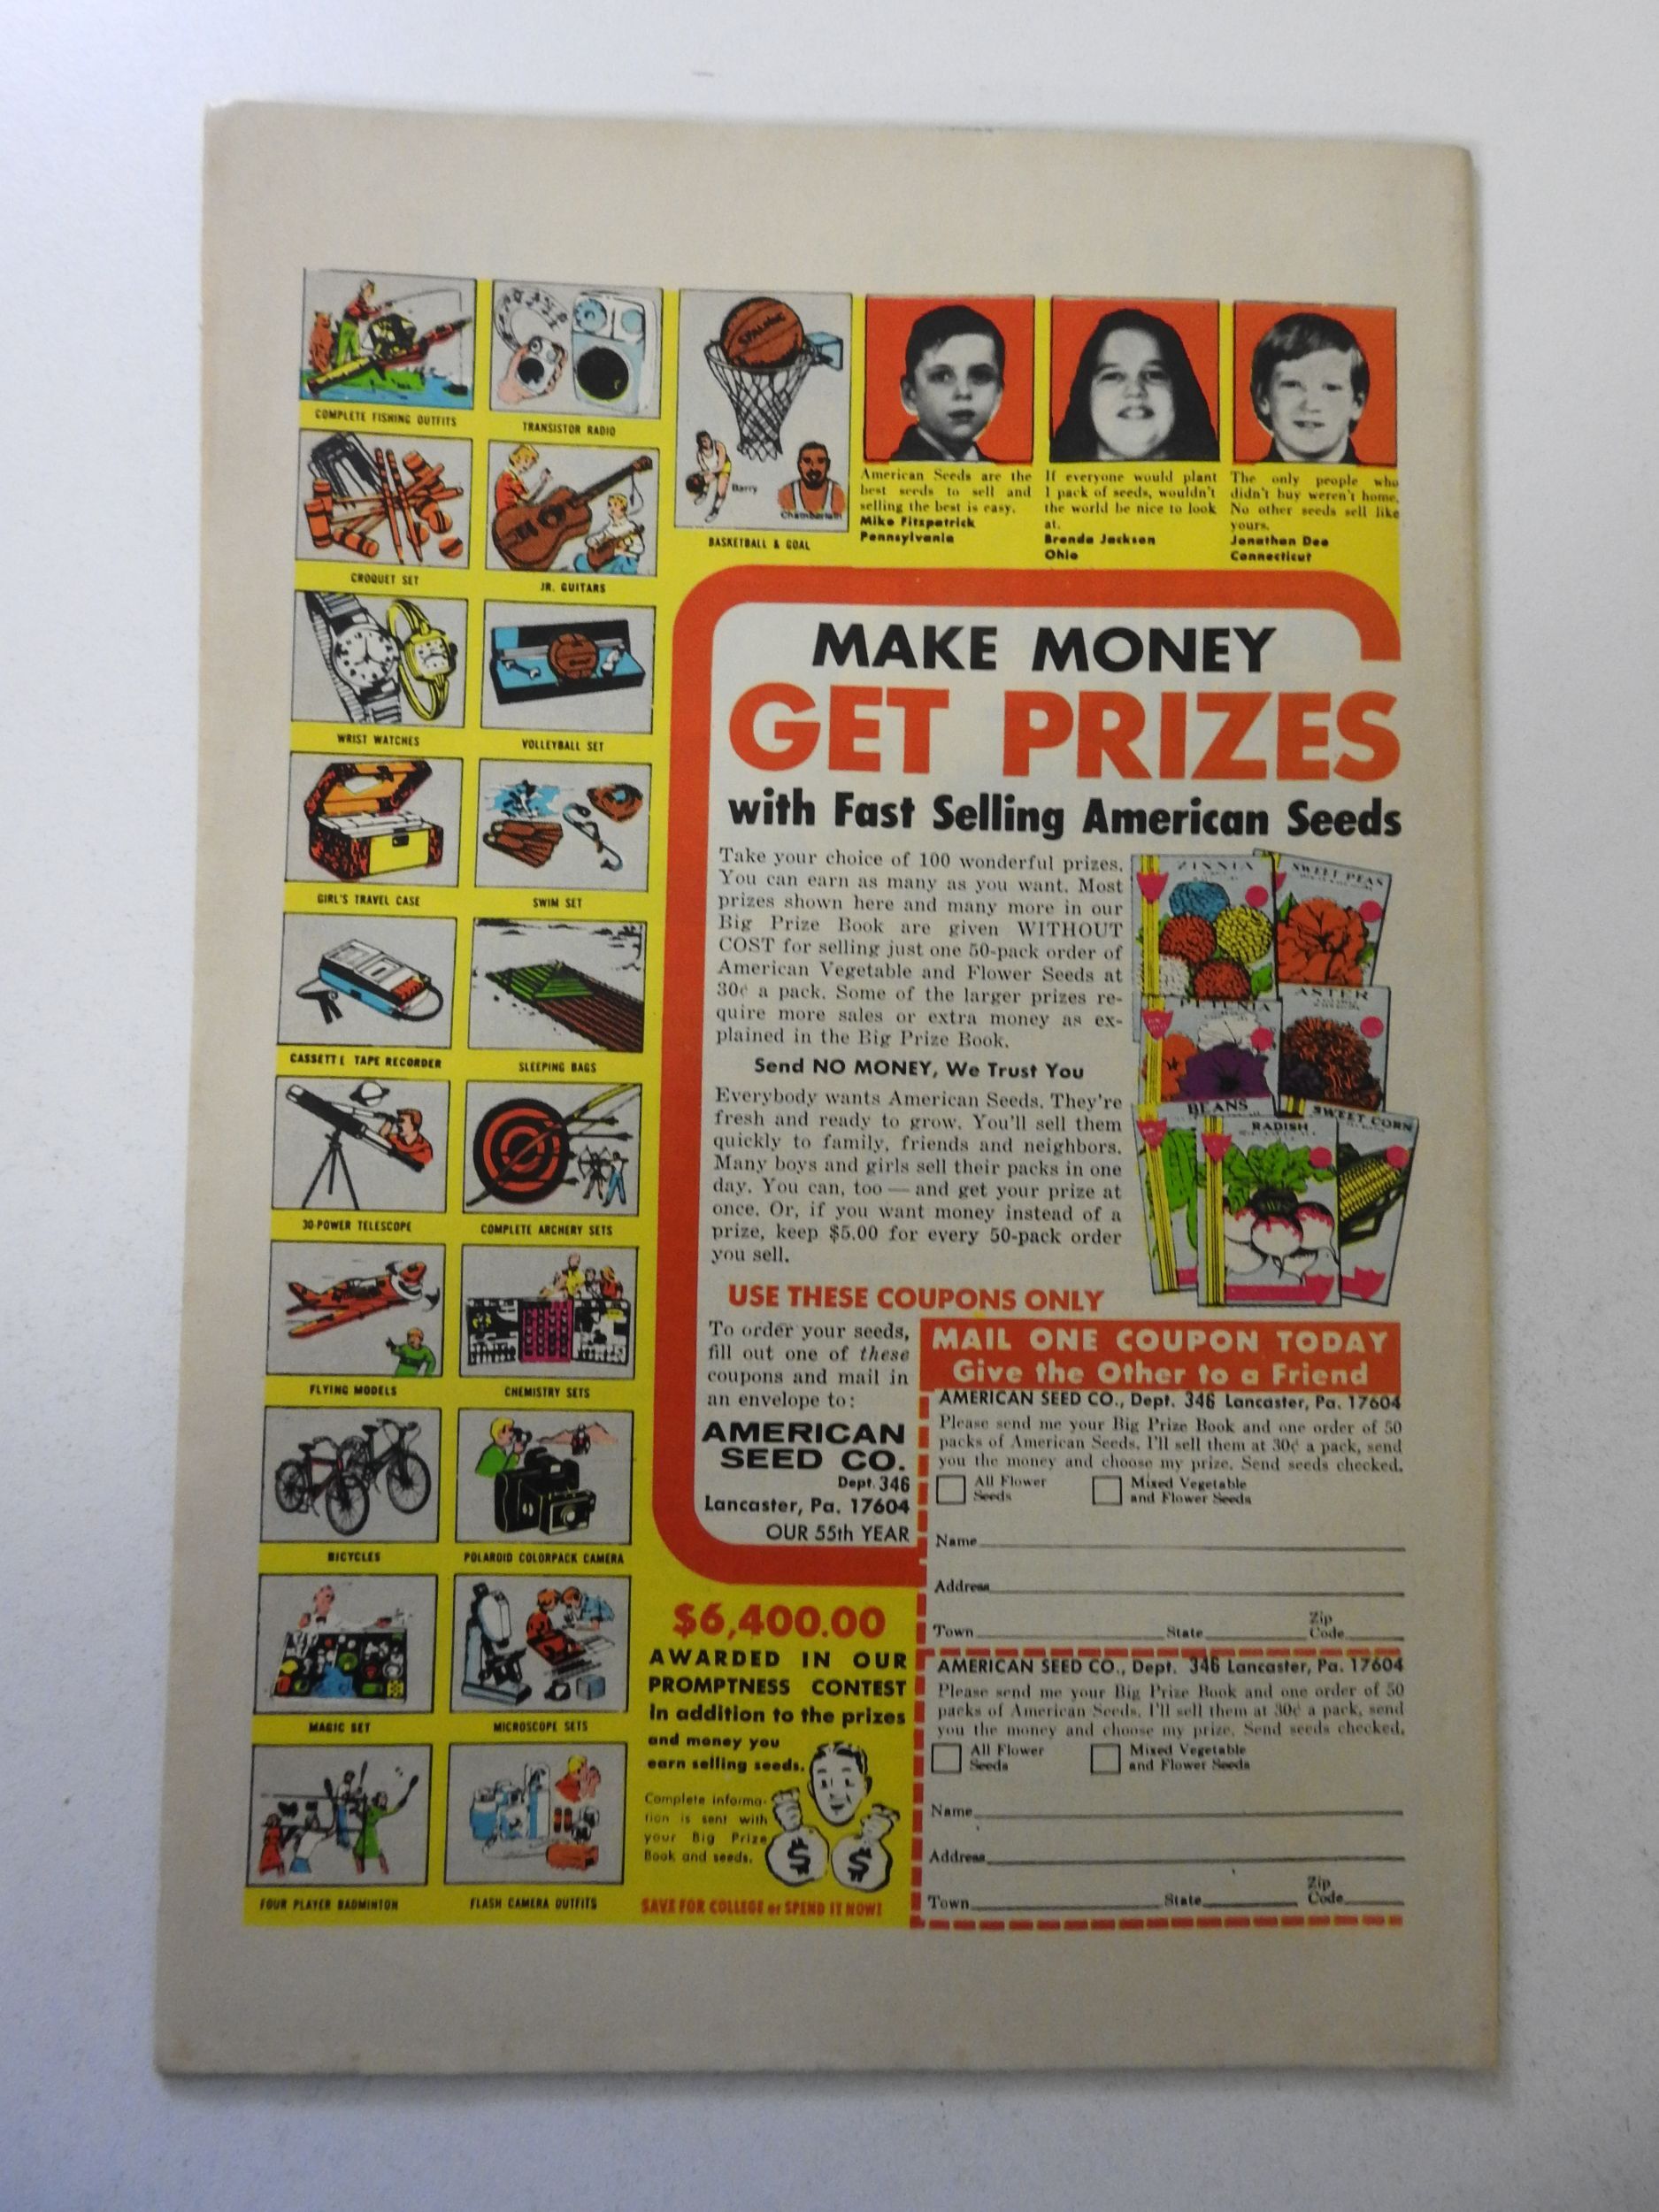 COMPLETE FISHING OUTFITS
TRANSISTOR RADIO
SPALDING
Barry
Chamberlain
BASKETBALL & GOAL
American Seeds are the
best seeds to sell and
selling the best is easy.
Mike Fitzpatrick
Pennsylvania
If everyone would plant
1 pack of seeds, wouldn't
the world be nice to look
at.
Brenda Jackson
Ohio
The only people who
didn't buy weren't home.
No other seeds sell like
yours.
Jonathan Dee
Connecticut
CROQUET SET
JR. GUITARS
WRIST WATCHES
VOLLEYBALL SET
GIRL'S TRAVEL CASE
SWIM SET
CASSETTE TAPE RECORDER
SLEEPING BAGS
30-POWER TELESCOPE
COMPLETE ARCHERY SETS
FLYING MODELS
CHEMISTRY SETS
BICYCLES
POLAROID COLORPACK CAMERA
MAGIC SET
MICROSCOPE SETS
FOUR PLAYER BADMINTON
FLASH CAMERA OUTFITS
MAKE MONEY
GET PRIZES
with Fast Selling American Seeds
Take your choice of 100 wonderful prizes.
You can earn as many as you want. Most
prizes shown here and many more in our
Big Prize Book are given WITHOUT
COST for selling just one 50-pack order of
American Vegetable and Flower Seeds at
30¢ a pack. Some of the larger prizes re-
quire more sales or extra money as ex-
plained in the Big Prize Book.
Send NO MONEY, We Trust You
Everybody wants American Seeds. They're
fresh and ready to grow. You'll sell them
quickly to family, friends and neighbors.
Many boys and girls sell their packs in one
day. You can, too — and get your prize at
once. Or, if you want money instead of a
prize, keep $5.00 for every 50-pack order
you sell.
ZINNIA
SWEET PEAS
PETUNIA
ASTER
BEANS
RADISH
SWEET CORN
USE THESE COUPONS ONLY
To order your seeds,
fill out one of these
coupons and mail in
an envelope to:
AMERICAN
SEED CO.
Dept. 346
Lancaster, Pa. 17604
OUR 55th YEAR
$6,400.00
AWARDED IN OUR
PROMPTNESS CONTEST
in addition to the prizes
and money you
earn selling seeds.
Complete informa-
tion is sent with
your Big Prize
Book and seeds.
$ $
SAVE FOR COLLEGE or SPEND IT NOW!
MAIL ONE COUPON TODAY
Give the Other to a Friend
AMERICAN SEED CO., Dept. 346 Lancaster, Pa. 17604
Please send me your Big Prize Book and one order of 50
packs of American Seeds. I'll sell them at 30¢ a pack, send
you the money and choose my prize. Send seeds checked.
All Flower Seeds
Mixed Vegetable and Flower Seeds
Name
Address
Town State Zip Code
AMERICAN SEED CO., Dept. 346 Lancaster, Pa. 17604
Please send me your Big Prize Book and one order of 50
packs of American Seeds. I'll sell them at 30¢ a pack, send
you the money and choose my prize. Send seeds checked.
All Flower Seeds
Mixed Vegetable and Flower Seeds
Name
Address
Town State Zip Code